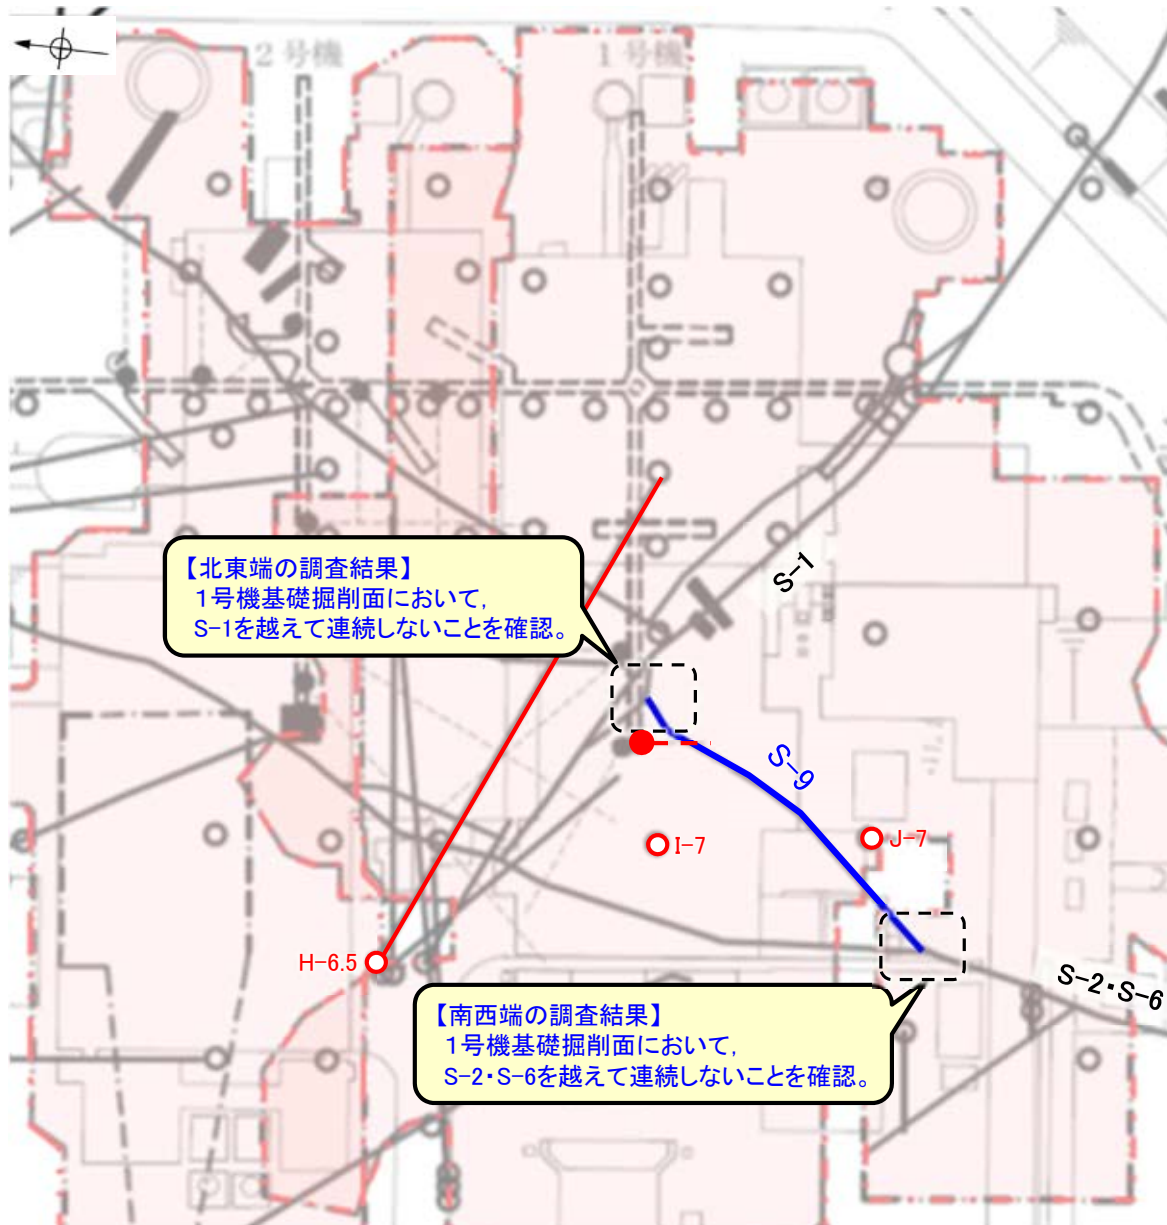 2号機
1号機
【北東端の調査結果】
1号機基礎掘削面において，
S-1を越えて連続しないことを確認。
S-1
S-9
I-7
J-7
H-6.5
S-2・S-6
【南西端の調査結果】
1号機基礎掘削面において，
S-2・S-6を越えて連続しないことを確認。